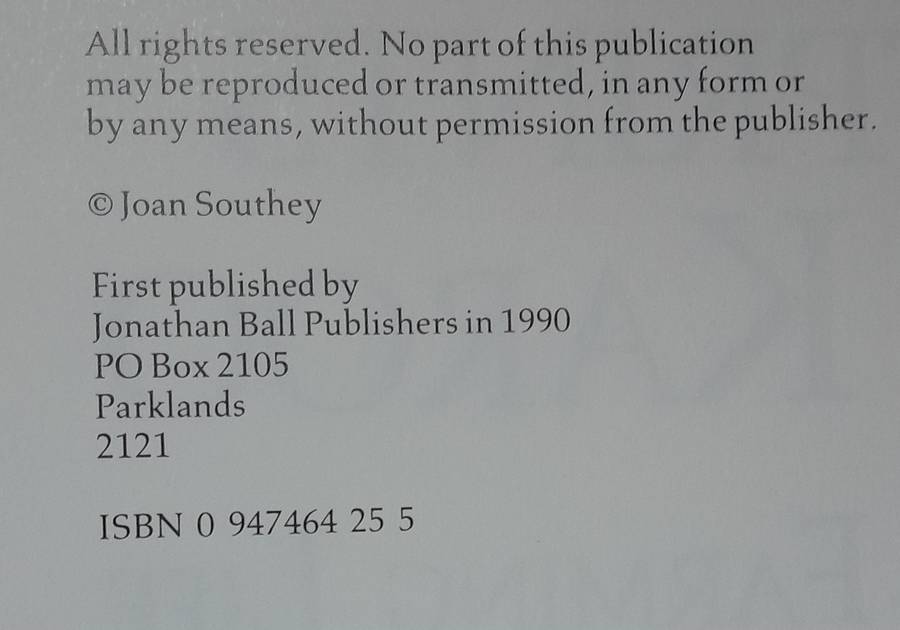 All rights reserved. No part of this publication
may be reproduced or transmitted, in any form or
by any means, without permission from the publisher.
© Joan Southey
First published by
Jonathan Ball Publishers in 1990
PO Box 2105
Parklands
2121
ISBN 0 947464 25 5